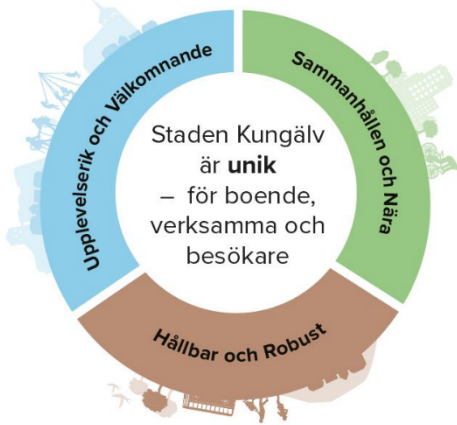 Upplevelserik och Välkomnande
Sammanhållen och Nära
Staden Kungälv
är unik
– för boende,
verksamma och
besökare
Hållbar och Robust